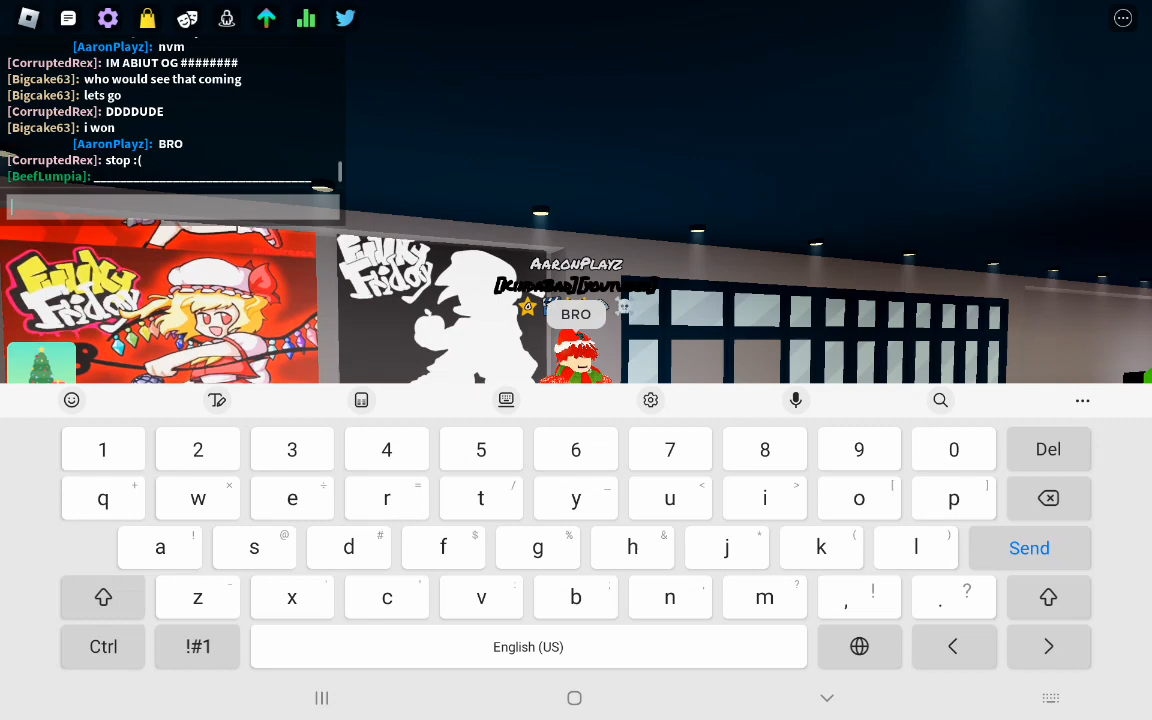 [AaronPlayz]: nvm
[CorruptedRex]: IM ABIUT OG ########
[Bigcake63]: who would see that coming
[Bigcake63]: lets go
[CorruptedRex]: DDDDUDE
[Bigcake63]: i won
[AaronPlayz]: BRO
[CorruptedRex]: stop :(
[BeefLumpia]: _________________________________
Funky Friday
Funky Friday
AARONPLAYZ
BRO
1 2 3 4 5 6 7 8 9 0 Del
q + w × e ÷ r = t / y _ u < i > o [ p ]
a ! s @ d # f $ g % h & j * k ( l ) Send
z - x ' c " v : b ; n , m ? , ! . ?
Ctrl !#1 English (US) < >